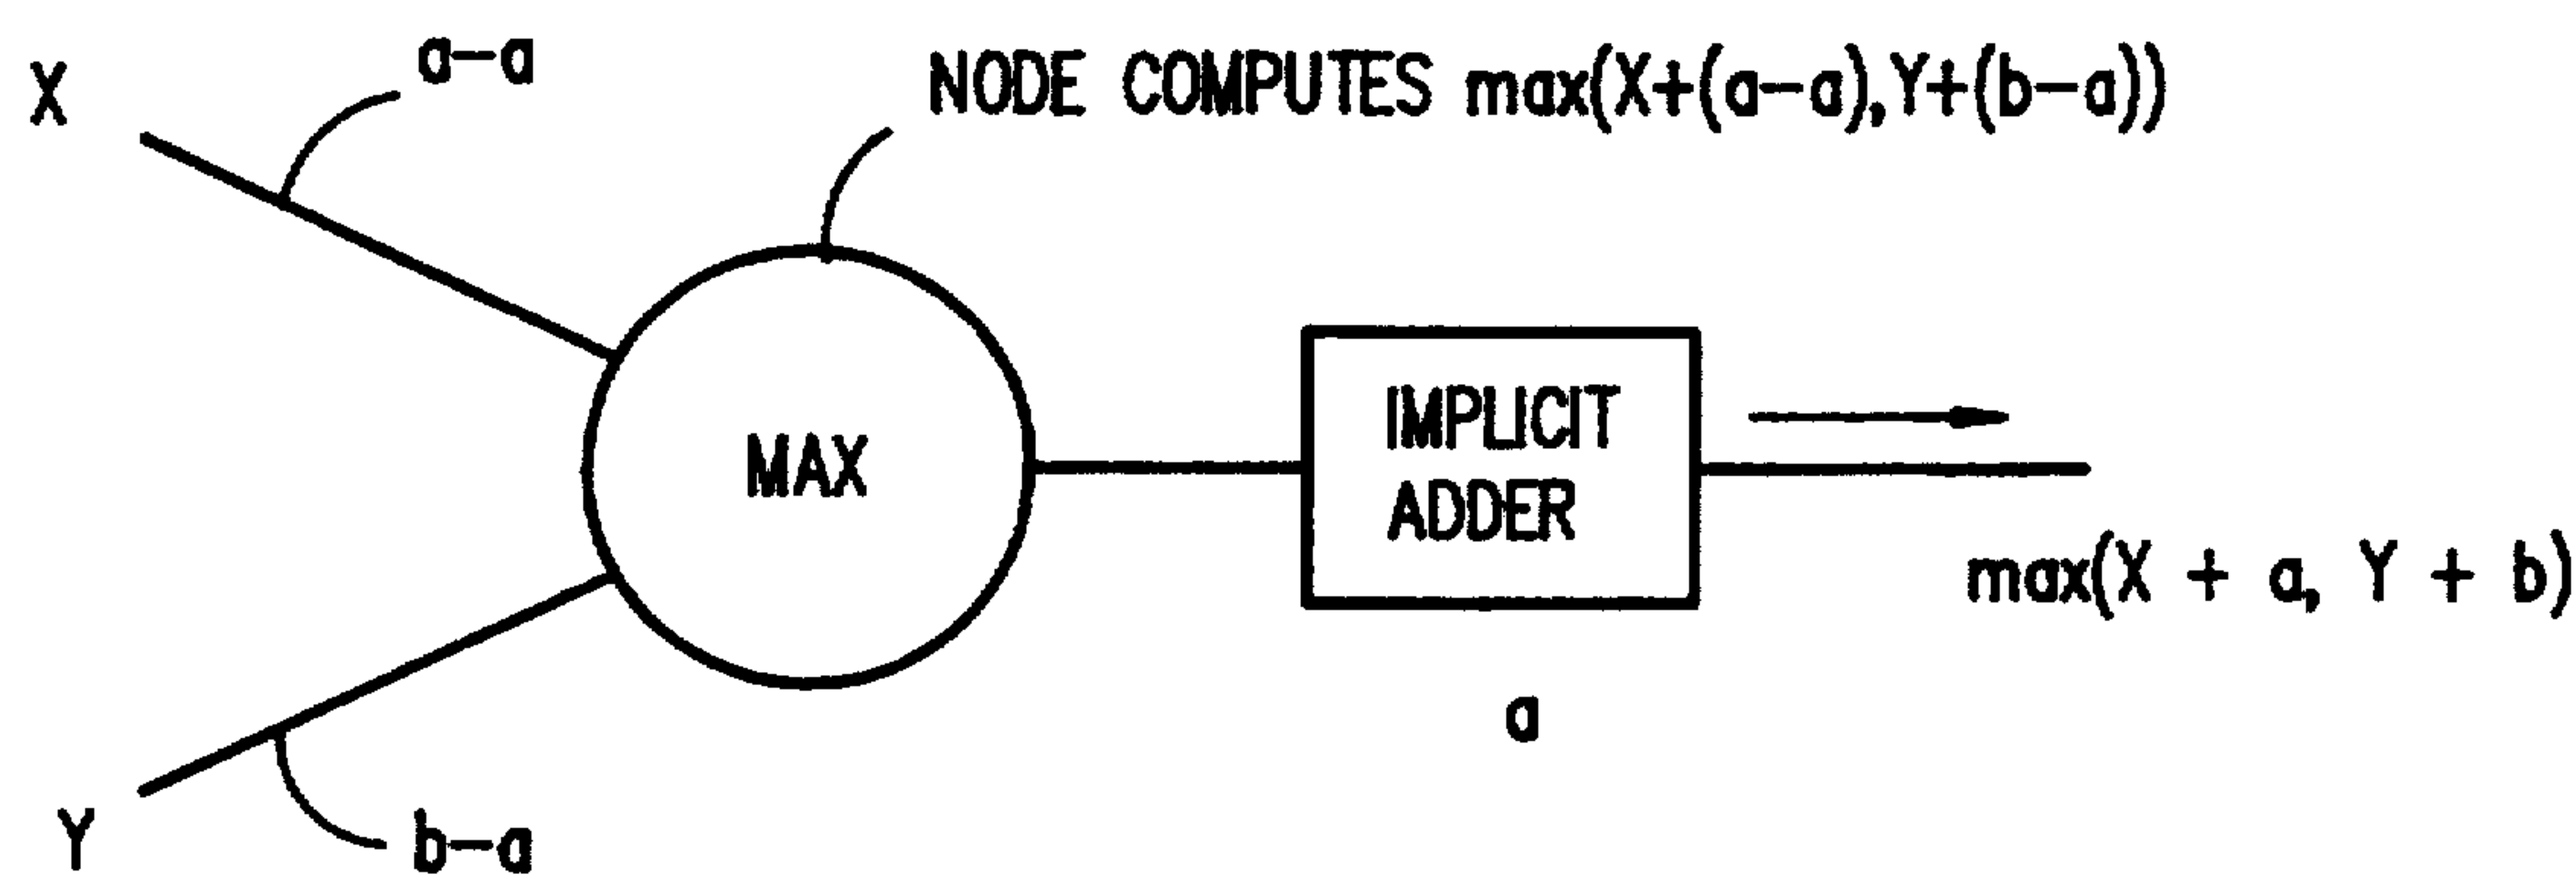 X
a-a
NODE COMPUTES max(X+(a-a),Y+(b-a))
MAX
IMPLICIT
ADDER
max(X + a, Y + b)
a
Y
b-a